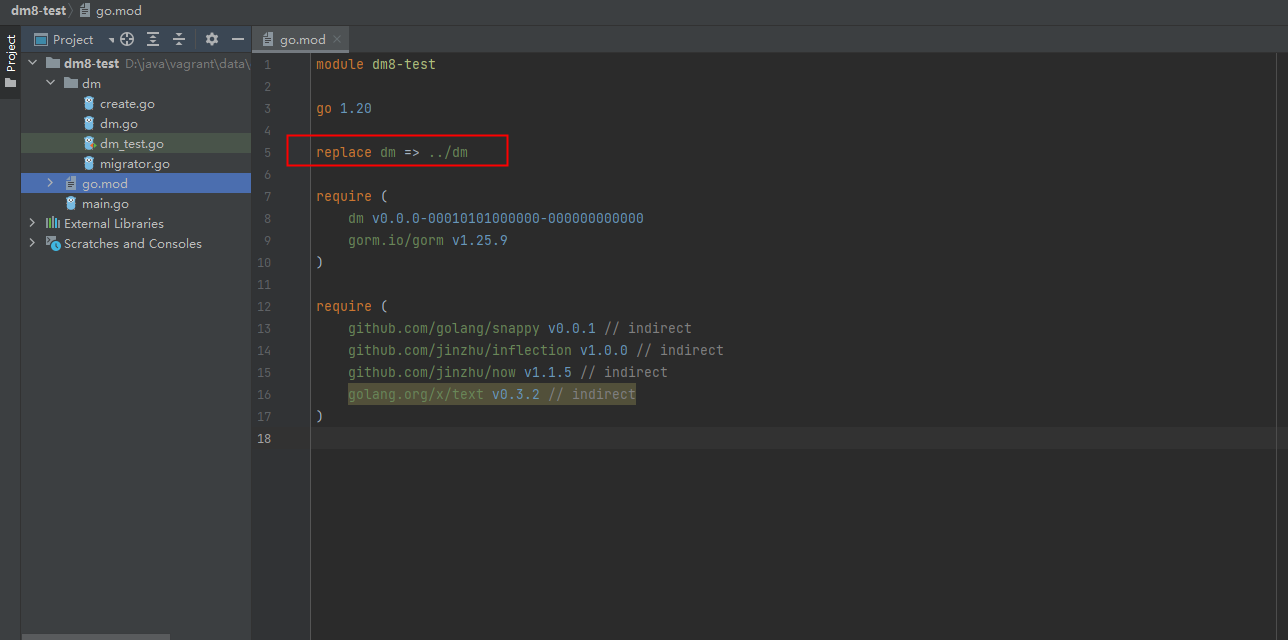 dm8-test go.mod
Project
Project
go.mod
dm8-test D:\java\vagrant\data\
dm
create.go
dm.go
dm_test.go
migrator.go
go.mod
main.go
External Libraries
Scratches and Consoles
1 module dm8-test
2
3 go 1.20
4
5 replace dm => ../dm
6
7 require (
8 dm v0.0.0-00010101000000-000000000000
9 gorm.io/gorm v1.25.9
10 )
11
12 require (
13 github.com/golang/snappy v0.0.1 // indirect
14 github.com/jinzhu/inflection v1.0.0 // indirect
15 github.com/jinzhu/now v1.1.5 // indirect
16 golang.org/x/text v0.3.2 // indirect
17 )
18